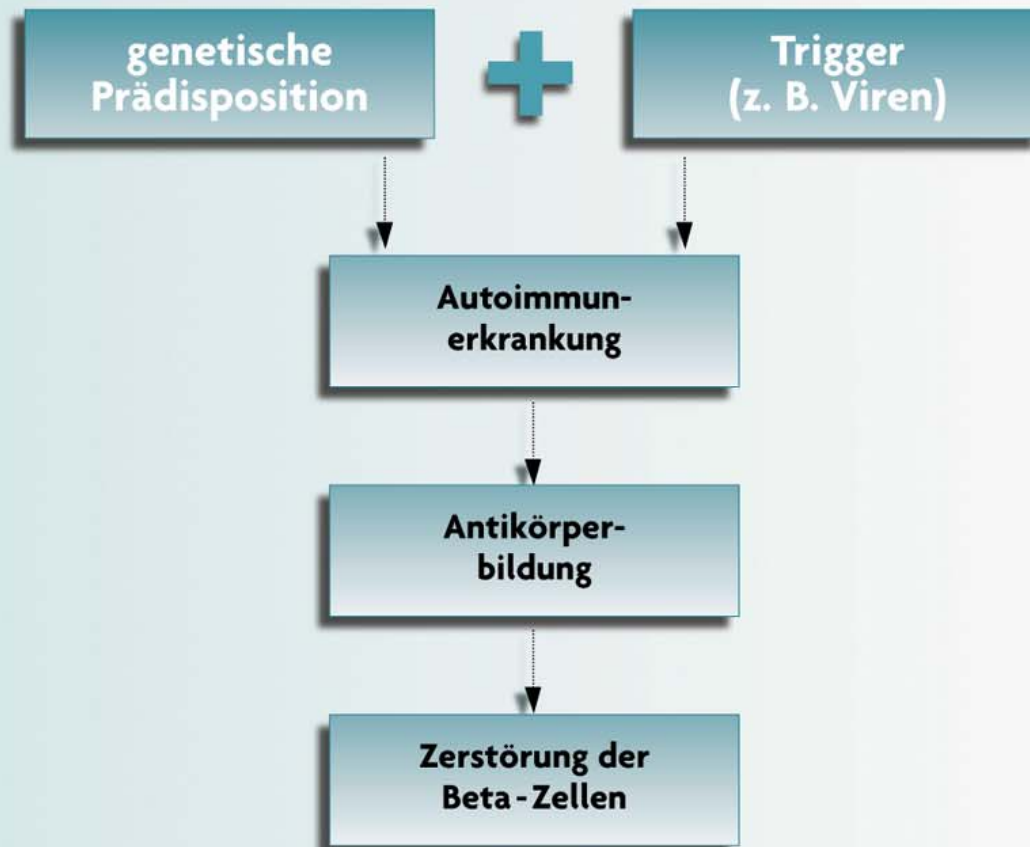 genetische
Prädisposition
Trigger
(z. B. Viren)
Autoimmun-
erkrankung
Antikörper-
bildung
Zerstörung der
Beta-Zellen